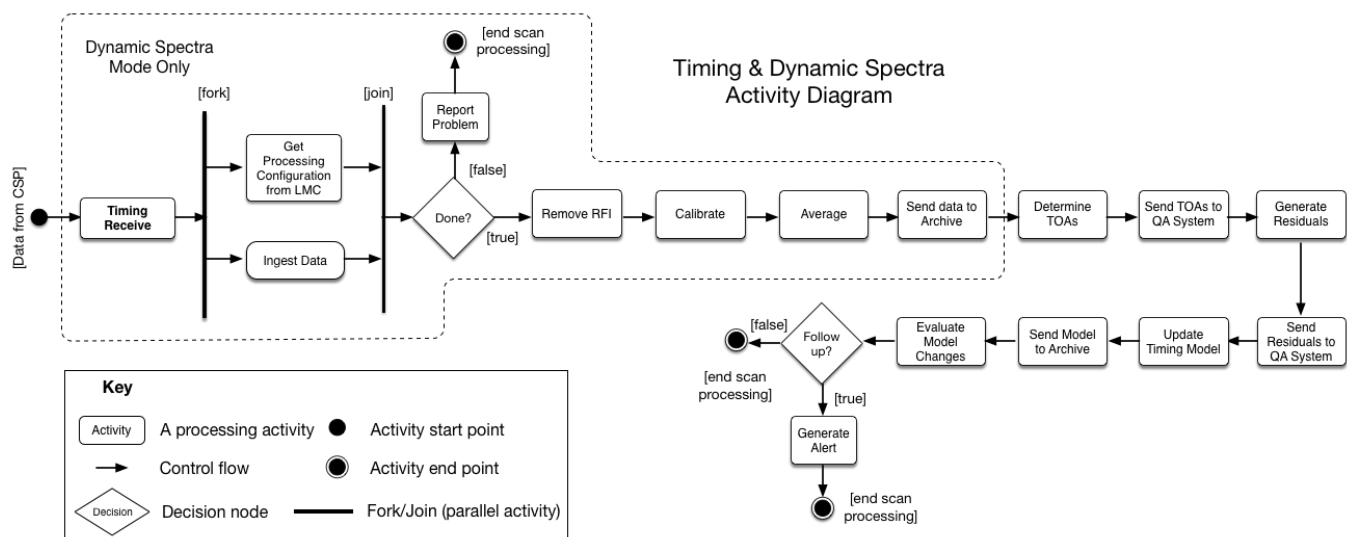 Dynamic Spectra
Mode Only
[end scan
processing]
Timing & Dynamic Spectra
Activity Diagram
[fork]
[join]
Report
Problem
Get
Processing
Configuration
from LMC
[false]
[Data from CSP]
Timing
Receive
Done?
[true]
Remove RFI
Calibrate
Average
Send data to
Archive
Determine
TOAs
Send TOAs to
QA System
Generate
Residuals
Ingest Data
[false]
Follow
up?
Evaluate
Model
Changes
Send Model
to Archive
Update
Timing Model
Send
Residuals to
QA System
[end scan
processing]
[true]
Generate
Alert
[end scan
processing]
Key
Activity
A processing activity
Activity start point
Control flow
Activity end point
Decision
Decision node
Fork/Join (parallel activity)